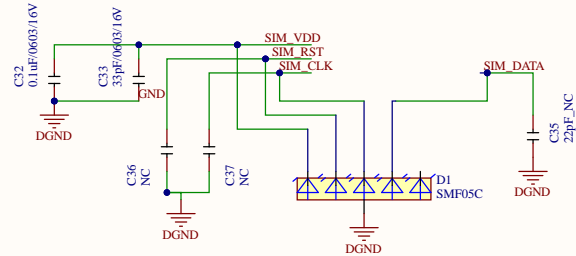 C32
0.1uF/0603/16V
C33
33pF/0603/16V
GND
DGND
SIM_VDD
SIM_RST
SIM_CLK
SIM_DATA
C36
NC
C37
NC
DGND
D1
SMF05C
DGND
C35
22pF_NC
DGND